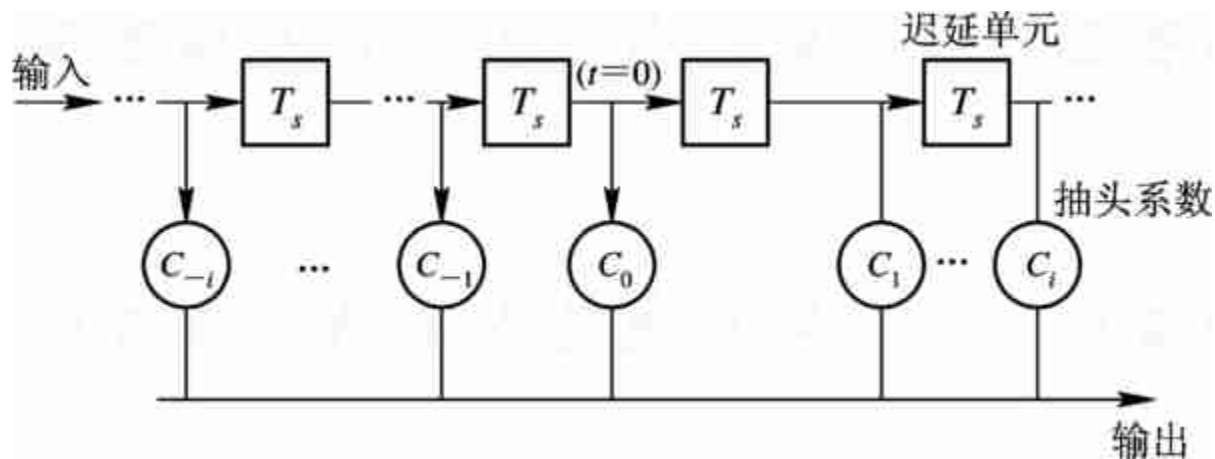 迟延单元
输入 ··· T_s ··· T_s (t=0) T_s T_s ···
抽头系数
C_{-i} ··· C_{-1} C_0 C_1 ··· C_i
输出